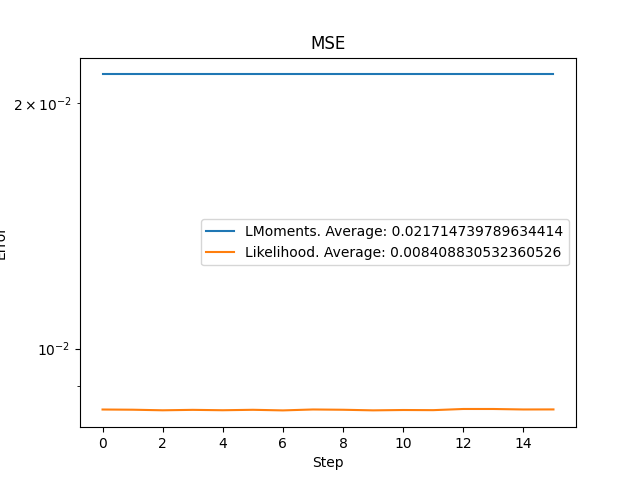 MSE
2 × 10⁻²
10⁻²
Error
LMoments. Average: 0.021714739789634414
Likelihood. Average: 0.008408830532360526
0 2 4 6 8 10 12 14
Step